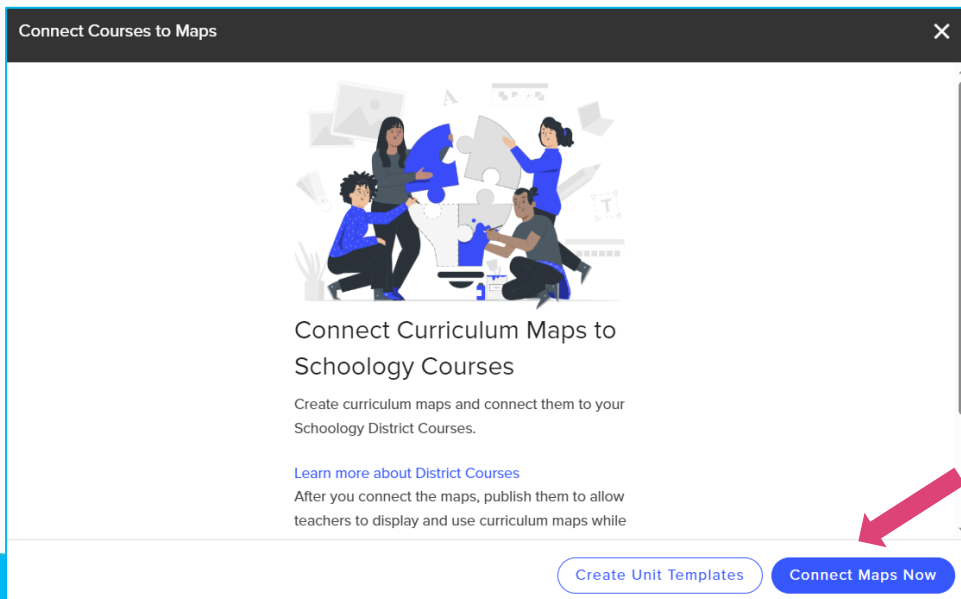 Connect Courses to Maps
A
T
Connect Curriculum Maps to
Schoology Courses
Create curriculum maps and connect them to your
Schoology District Courses.
Learn more about District Courses
After you connect the maps, publish them to allow
teachers to display and use curriculum maps while
Create Unit Templates
Connect Maps Now